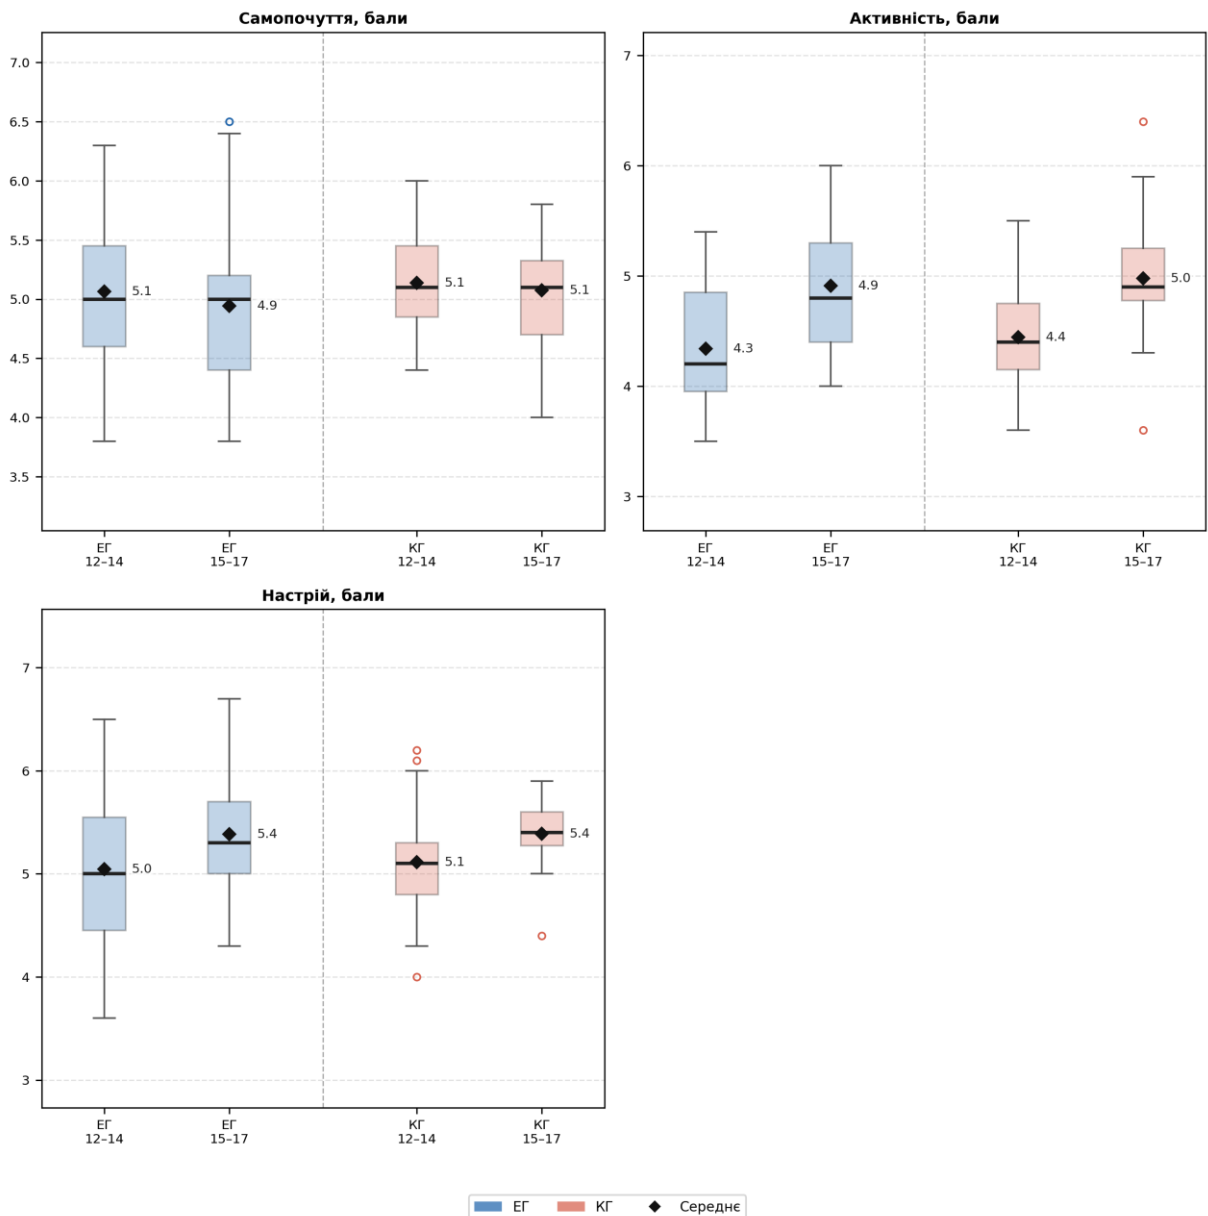 Самопочуття, бали
7.0
6.5
6.0
5.5
5.0
4.5
4.0
3.5
5.1
4.9
5.1
5.1
ЕГ
12–14
ЕГ
15–17
КГ
12–14
КГ
15–17
Активність, бали
7
6
5
4
3
4.3
4.9
4.4
5.0
ЕГ
12–14
ЕГ
15–17
КГ
12–14
КГ
15–17
Настрій, бали
7
6
5
4
3
5.0
5.4
5.1
5.4
ЕГ
12–14
ЕГ
15–17
КГ
12–14
КГ
15–17
ЕГ КГ Середнє